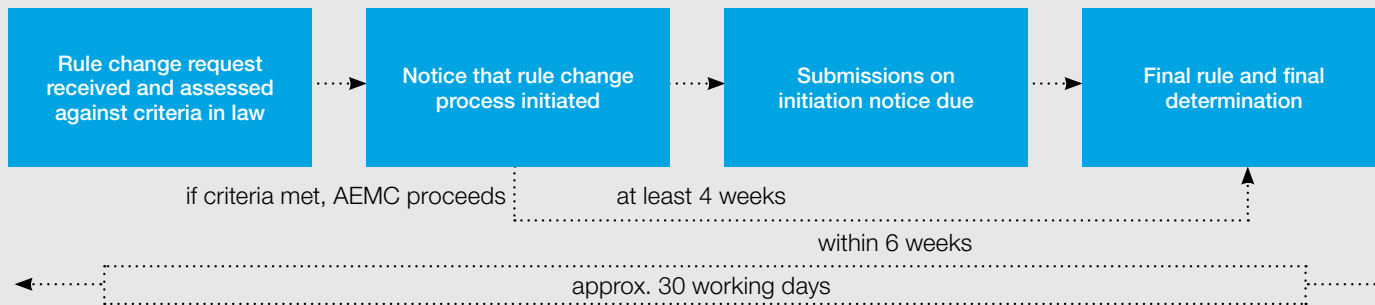 Rule change request
received and assessed
against criteria in law
Notice that rule change
process initiated
Submissions on
initiation notice due
Final rule and final
determination
if criteria met, AEMC proceeds
at least 4 weeks
within 6 weeks
approx. 30 working days